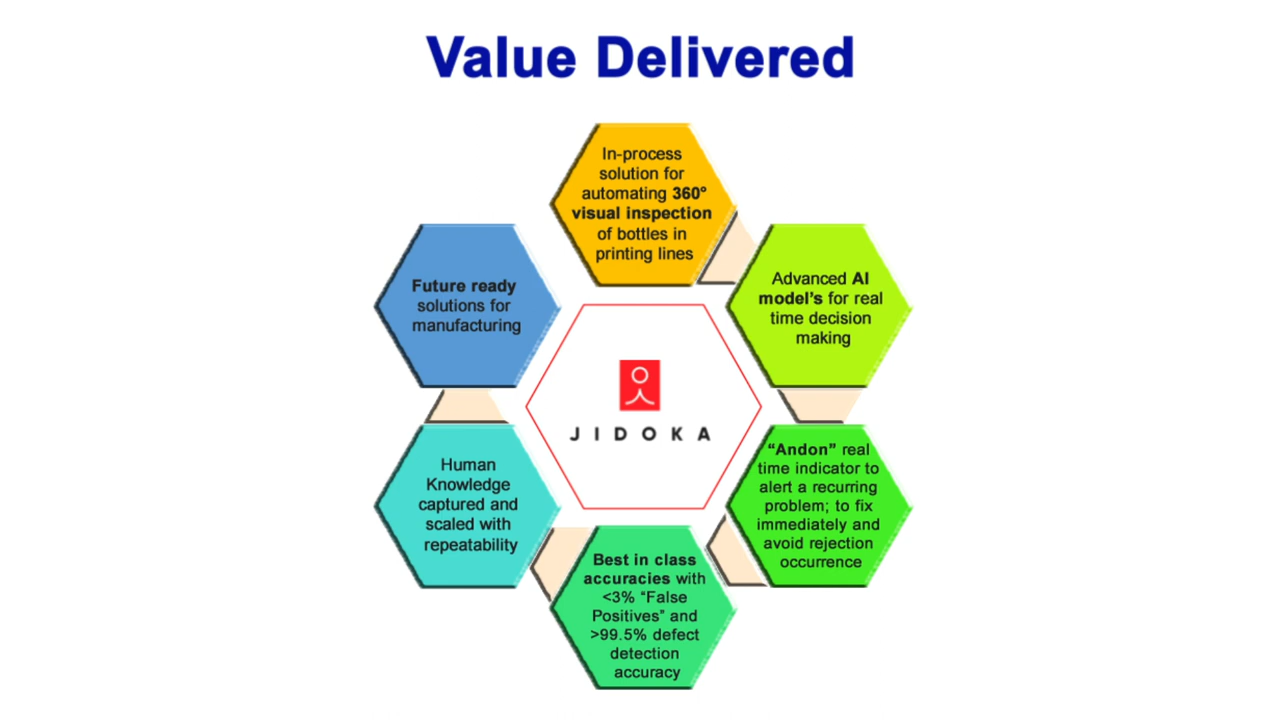 Value Delivered
In-process
solution for
automating 360°
visual inspection
of bottles in
printing lines
Advanced AI
model's for real
time decision
making
“Andon” real
time indicator to
alert a recurring
problem; to fix
immediately and
avoid rejection
occurrence
Best in class
accuracies with
<3% “False
Positives” and
>99.5% defect
detection
accuracy
Human
Knowledge
captured and
scaled with
repeatability
Future ready
solutions for
manufacturing
JIDOKA